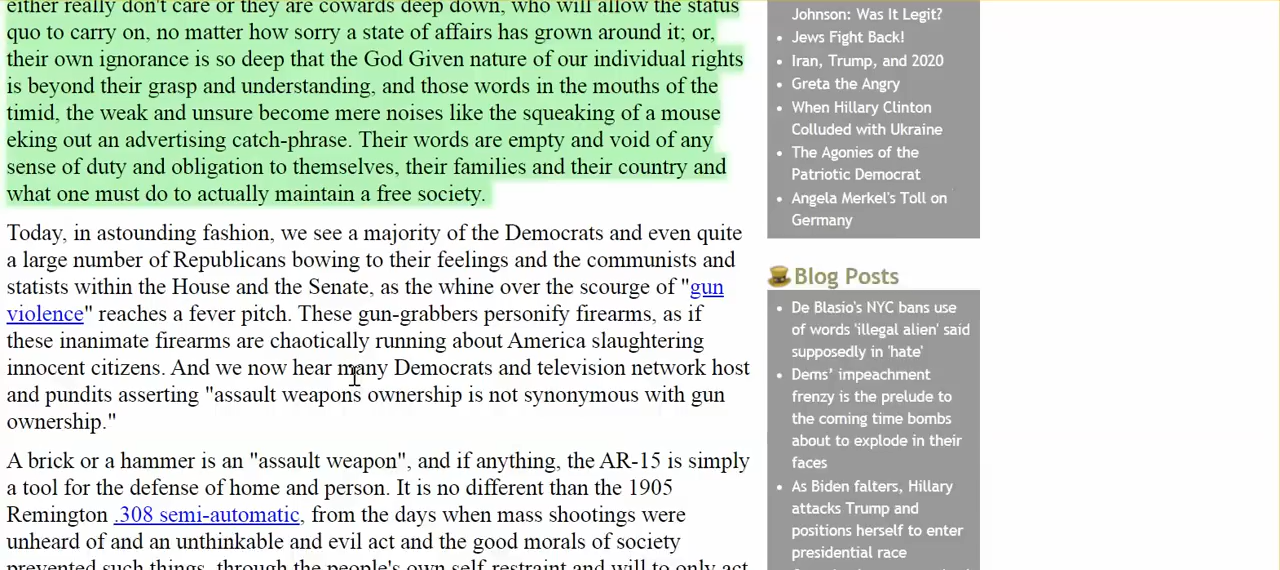 either really don't care or they are cowards deep down, who will allow the status
quo to carry on, no matter how sorry a state of affairs has grown around it; or,
their own ignorance is so deep that the God Given nature of our individual rights
is beyond their grasp and understanding, and those words in the mouths of the
timid, the weak and unsure become mere noises like the squeaking of a mouse
eking out an advertising catch-phrase. Their words are empty and void of any
sense of duty and obligation to themselves, their families and their country and
what one must do to actually maintain a free society.
Today, in astounding fashion, we see a majority of the Democrats and even quite
a large number of Republicans bowing to their feelings and the communists and
statists within the House and the Senate, as the whine over the scourge of "gun
violence" reaches a fever pitch. These gun-grabbers personify firearms, as if
these inanimate firearms are chaotically running about America slaughtering
innocent citizens. And we now hear many Democrats and television network host
and pundits asserting "assault weapons ownership is not synonymous with gun
ownership."
A brick or a hammer is an "assault weapon", and if anything, the AR-15 is simply
a tool for the defense of home and person. It is no different than the 1905
Remington .308 semi-automatic, from the days when mass shootings were
unheard of and an unthinkable and evil act and the good morals of society
prevented such things, through the people's own self-restraint and will to only act
Johnson: Was It Legit?
• Jews Fight Back!
• Iran, Trump, and 2020
• Greta the Angry
• When Hillary Clinton
Colluded with Ukraine
• The Agonies of the
Patriotic Democrat
• Angela Merkel's Toll on
Germany
Blog Posts
• De Blasio's NYC bans use
of words 'illegal alien' said
supposedly in 'hate'
• Dems' impeachment
frenzy is the prelude to
the coming time bombs
about to explode in their
faces
• As Biden falters, Hillary
attacks Trump and
positions herself to enter
presidential race